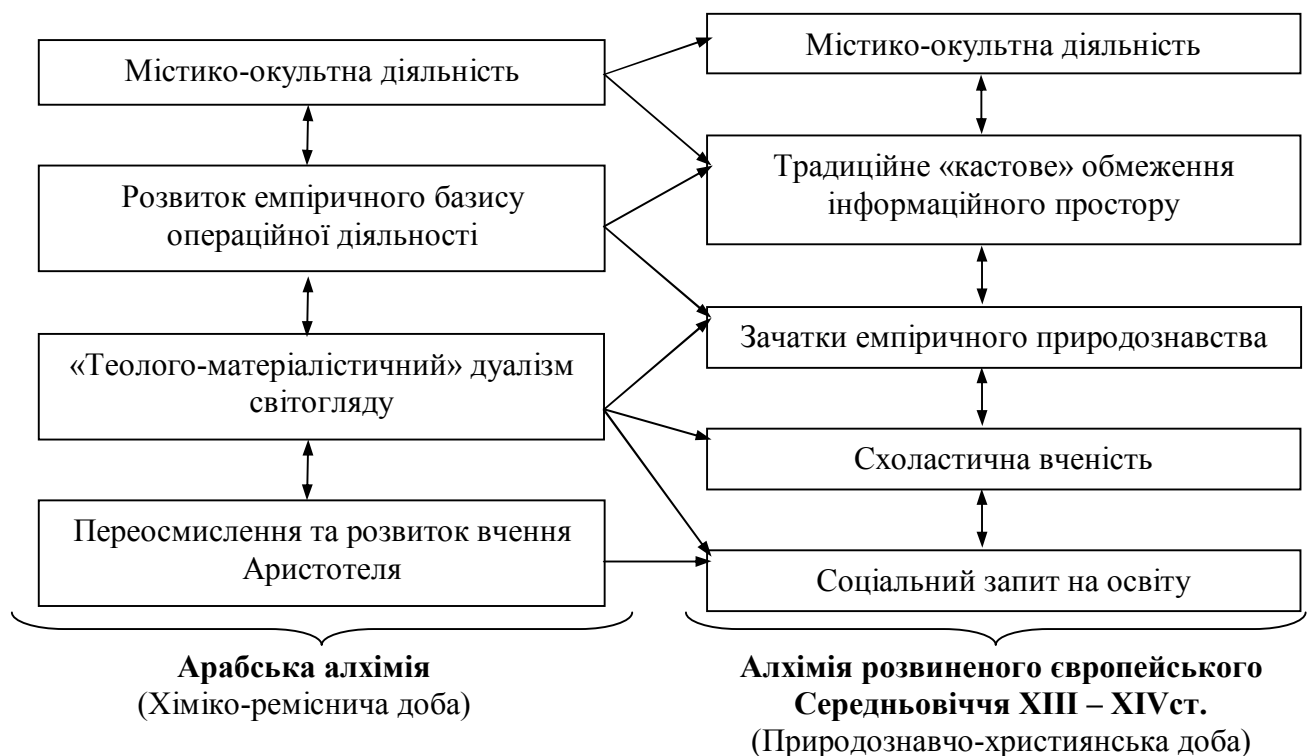 Містико-окультна діяльність
Розвиток емпіричного базису
операційної діяльності
«Теолого-матеріалістичний» дуалізм
світогляду
Переосмислення та розвиток вчення
Аристотеля
Арабська алхімія
(Хіміко-реміснича доба)
Містико-окультна діяльність
Традиційне «кастове» обмеження
інформаційного простору
Зачатки емпіричного природознавства
Схоластична вченість
Соціальний запит на освіту
Алхімія розвиненого європейського
Середньовіччя XIII – XIVст.
(Природознавчо-християнська доба)